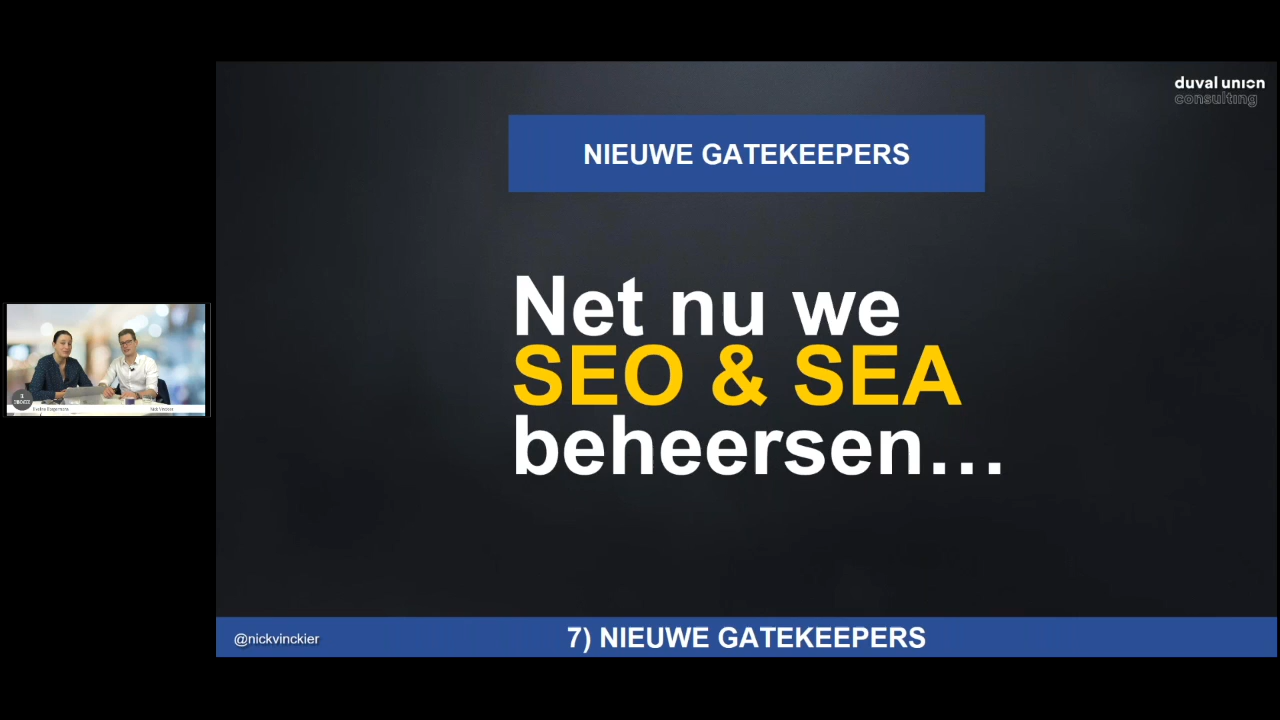 duval union
consulting
NIEUWE GATEKEEPERS
Net nu we
SEO & SEA
beheersen…
@nickvinckier
7) NIEUWE GATEKEEPERS